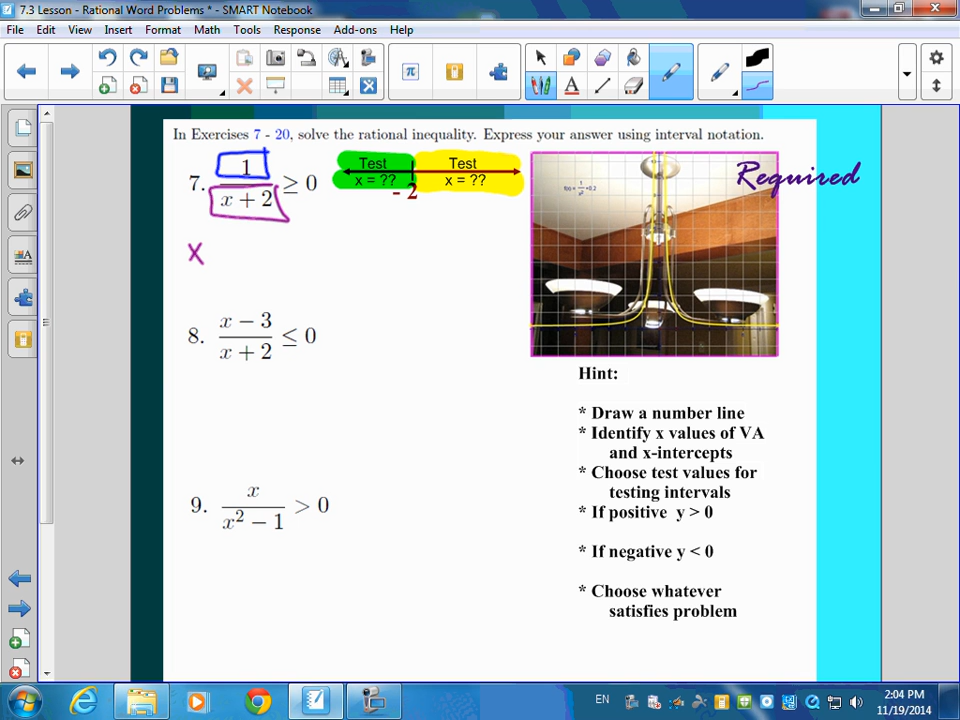 7.3 Lesson - Rational Word Problems * - SMART Notebook
File Edit View Insert Format Math Tools Response Add-ons Help
In Exercises 7 - 20, solve the rational inequality. Express your answer using interval notation.
7. 1/(x + 2) ≥ 0
Test Test
x = ?? x = ??
- 2
Required
x
8. (x − 3)/(x + 2) ≤ 0
9. x/(x² − 1) > 0
Hint:
* Draw a number line
* Identify x values of VA
and x-intercepts
* Choose test values for
testing intervals
* If positive y > 0
* If negative y < 0
* Choose whatever
satisfies problem
EN
2:04 PM
11/19/2014